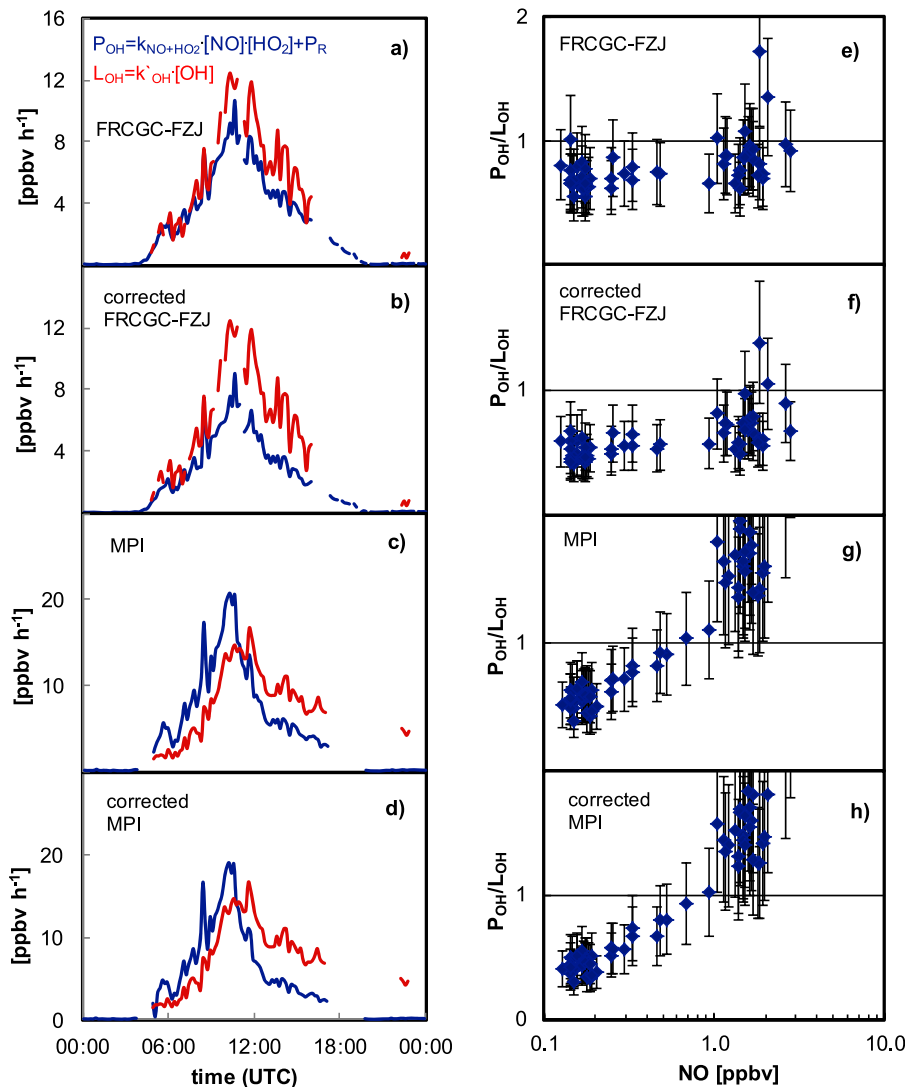 16
12
8
4
[ppbv h⁻¹]
P_OH=k_NO+HO2·[NO]·[HO₂]+P_R
L_OH=k`_OH·[OH]
FRCGC-FZJ
a)
12
8
4
[ppbv h⁻¹]
corrected
FRCGC-FZJ
b)
20
10
[ppbv h⁻¹]
MPI
c)
20
10
0
[ppbv h⁻¹]
corrected
MPI
d)
00:00 06:00 12:00 18:00 00:00
time (UTC)
2
1
P_OH/L_OH
FRCGC-FZJ
e)
1
P_OH/L_OH
corrected
FRCGC-FZJ
f)
1
P_OH/L_OH
MPI
g)
1
0
P_OH/L_OH
corrected
MPI
h)
0.1 1.0 10.0
NO [ppbv]